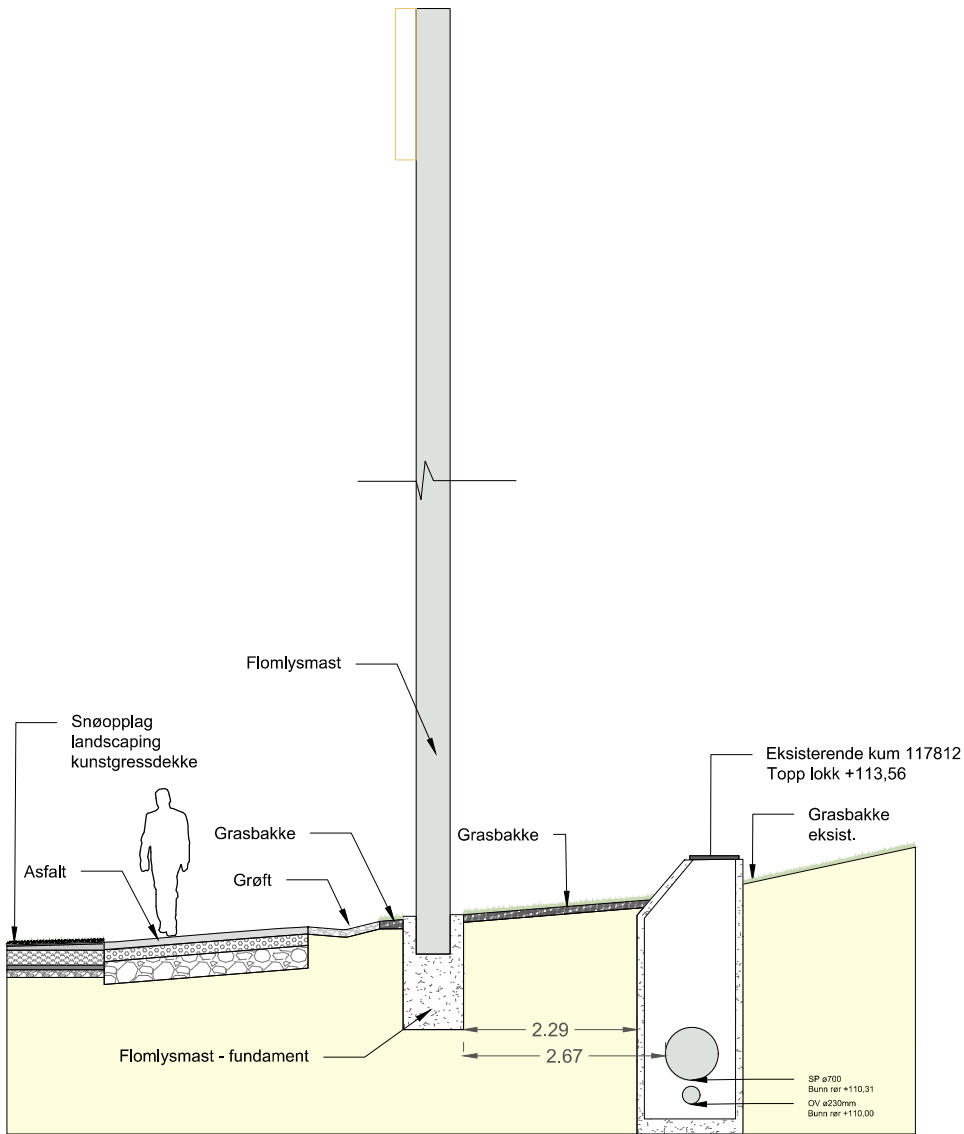 Flomlysmast
Snøopplag
landscaping
kunstgressdekke
Eksisterende kum 117812
Topp lokk +113,56
Grasbakke
eksist.
Grasbakke
Grasbakke
Asfalt
Grøft
2.29
2.67
Flomlysmast - fundament
SP ø700
Bunn rør +110,31
OV ø230mm
Bunn rør +110,00